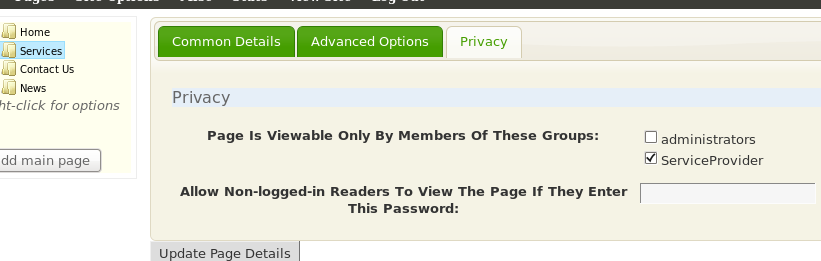 Home
Services
Contact Us
News
ht-click for options
dd main page
Common Details
Advanced Options
Privacy
Privacy
Page Is Viewable Only By Members Of These Groups:
administrators
ServiceProvider
Allow Non-logged-in Readers To View The Page If They Enter
This Password:
Update Page Details